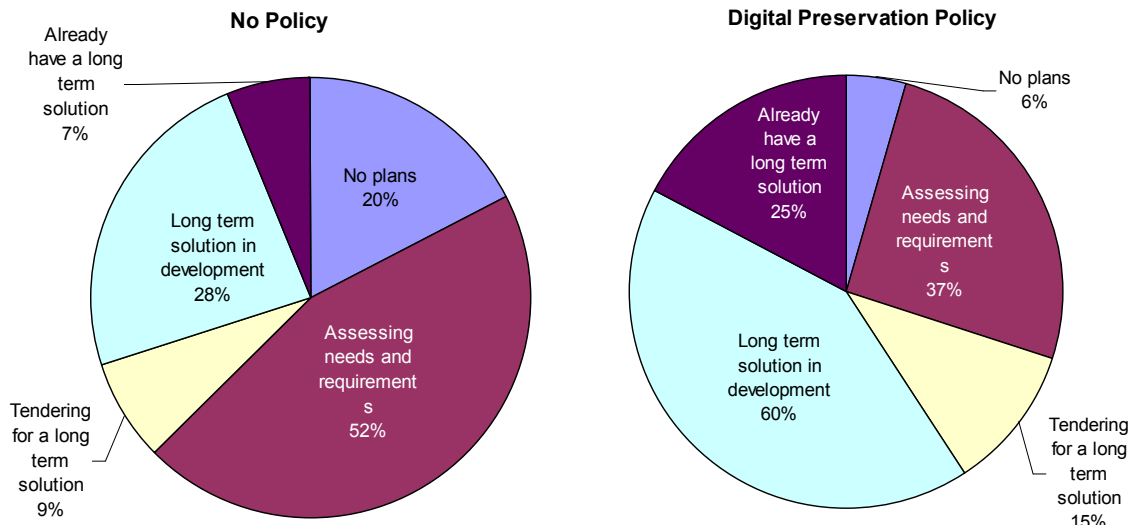 No Policy
Already
have a long
term
solution
7%
No plans
20%
Long term
solution in
development
28%
Assessing
needs and
requirement
s
52%
Tendering
for a long
term
solution
9%
Digital Preservation Policy
No plans
6%
Already
have a
long term
solution
25%
Assessing
needs and
requirement
s
37%
Long term
solution in
development
60%
Tendering
for a long
term
solution
15%